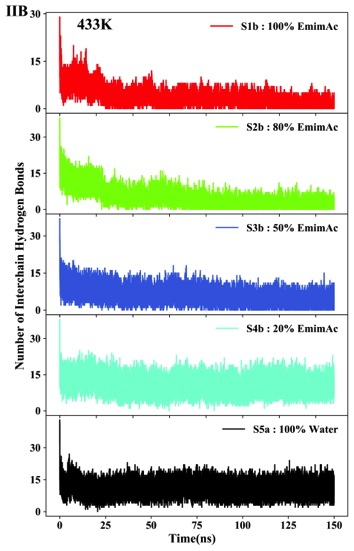 IIB
433K
S1b : 100% EmimAc
30
15
0
S2b : 80% EmimAc
30
15
0
S3b : 50% EmimAc
30
15
0
S4b : 20% EmimAc
30
15
0
S5a : 100% Water
30
15
0
0 25 50 75 100 125 150
Time(ns)
Number of Interchain Hydrogen Bonds